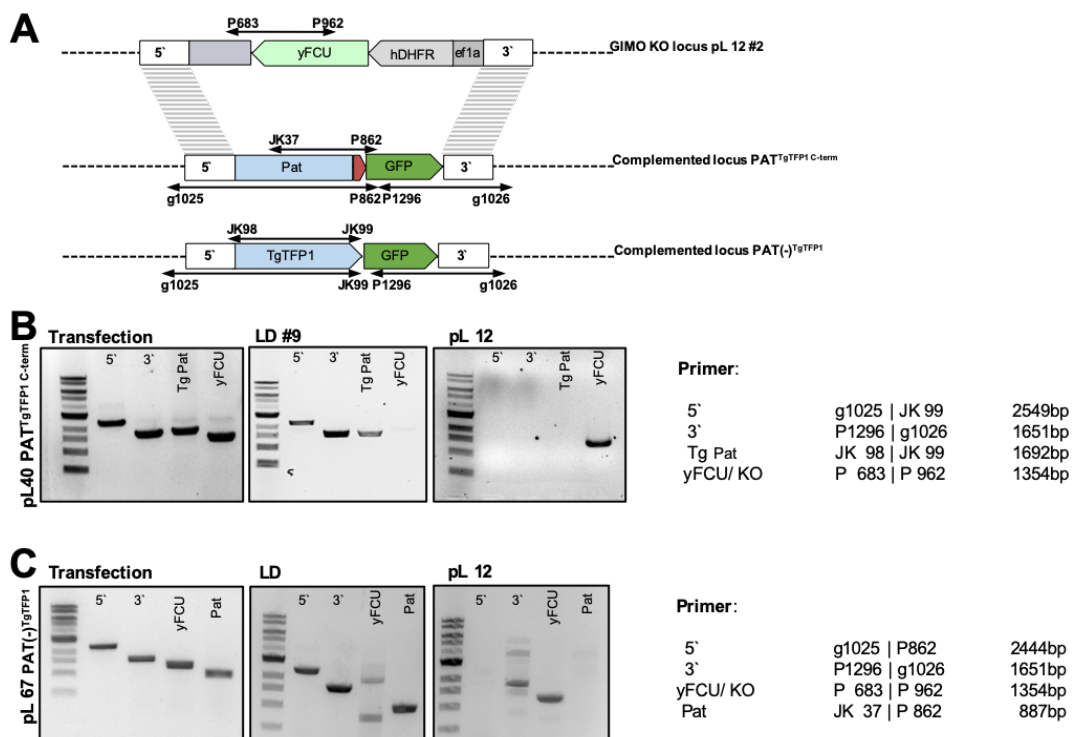 A
P683 P962
5` yFCU hDHFR ef1a 3` GIMO KO locus pL 12 #2
JK37 P862
5` Pat GFP 3` Complemented locus PAT^TgTFP1 C-term
g1025 P862 P1296 g1026
JK98 JK99
5` TgTFP1 GFP 3` Complemented locus PAT(-)^TgTFP1
g1025 JK99 P1296 g1026
B
pL40 PAT^TgTFP1 C-term
Transfection
5` 3` Tg Pat yFCU
LD #9
5` 3` Tg Pat yFCU
pL 12
5` 3` Tg Pat yFCU
Primer:
5` g1025 | JK 99 2549bp
3` P1296 | g1026 1651bp
Tg Pat JK 98 | JK 99 1692bp
yFCU/ KO P 683 | P 962 1354bp
C
pL 67 PAT(-)^TgTFP1
Transfection
5` 3` yFCU Pat
LD
5` 3` yFCU Pat
pL 12
5` 3` yFCU Pat
Primer:
5` g1025 | P862 2444bp
3` P1296 | g1026 1651bp
yFCU/ KO P 683 | P 962 1354bp
Pat JK 37 | P 862 887bp